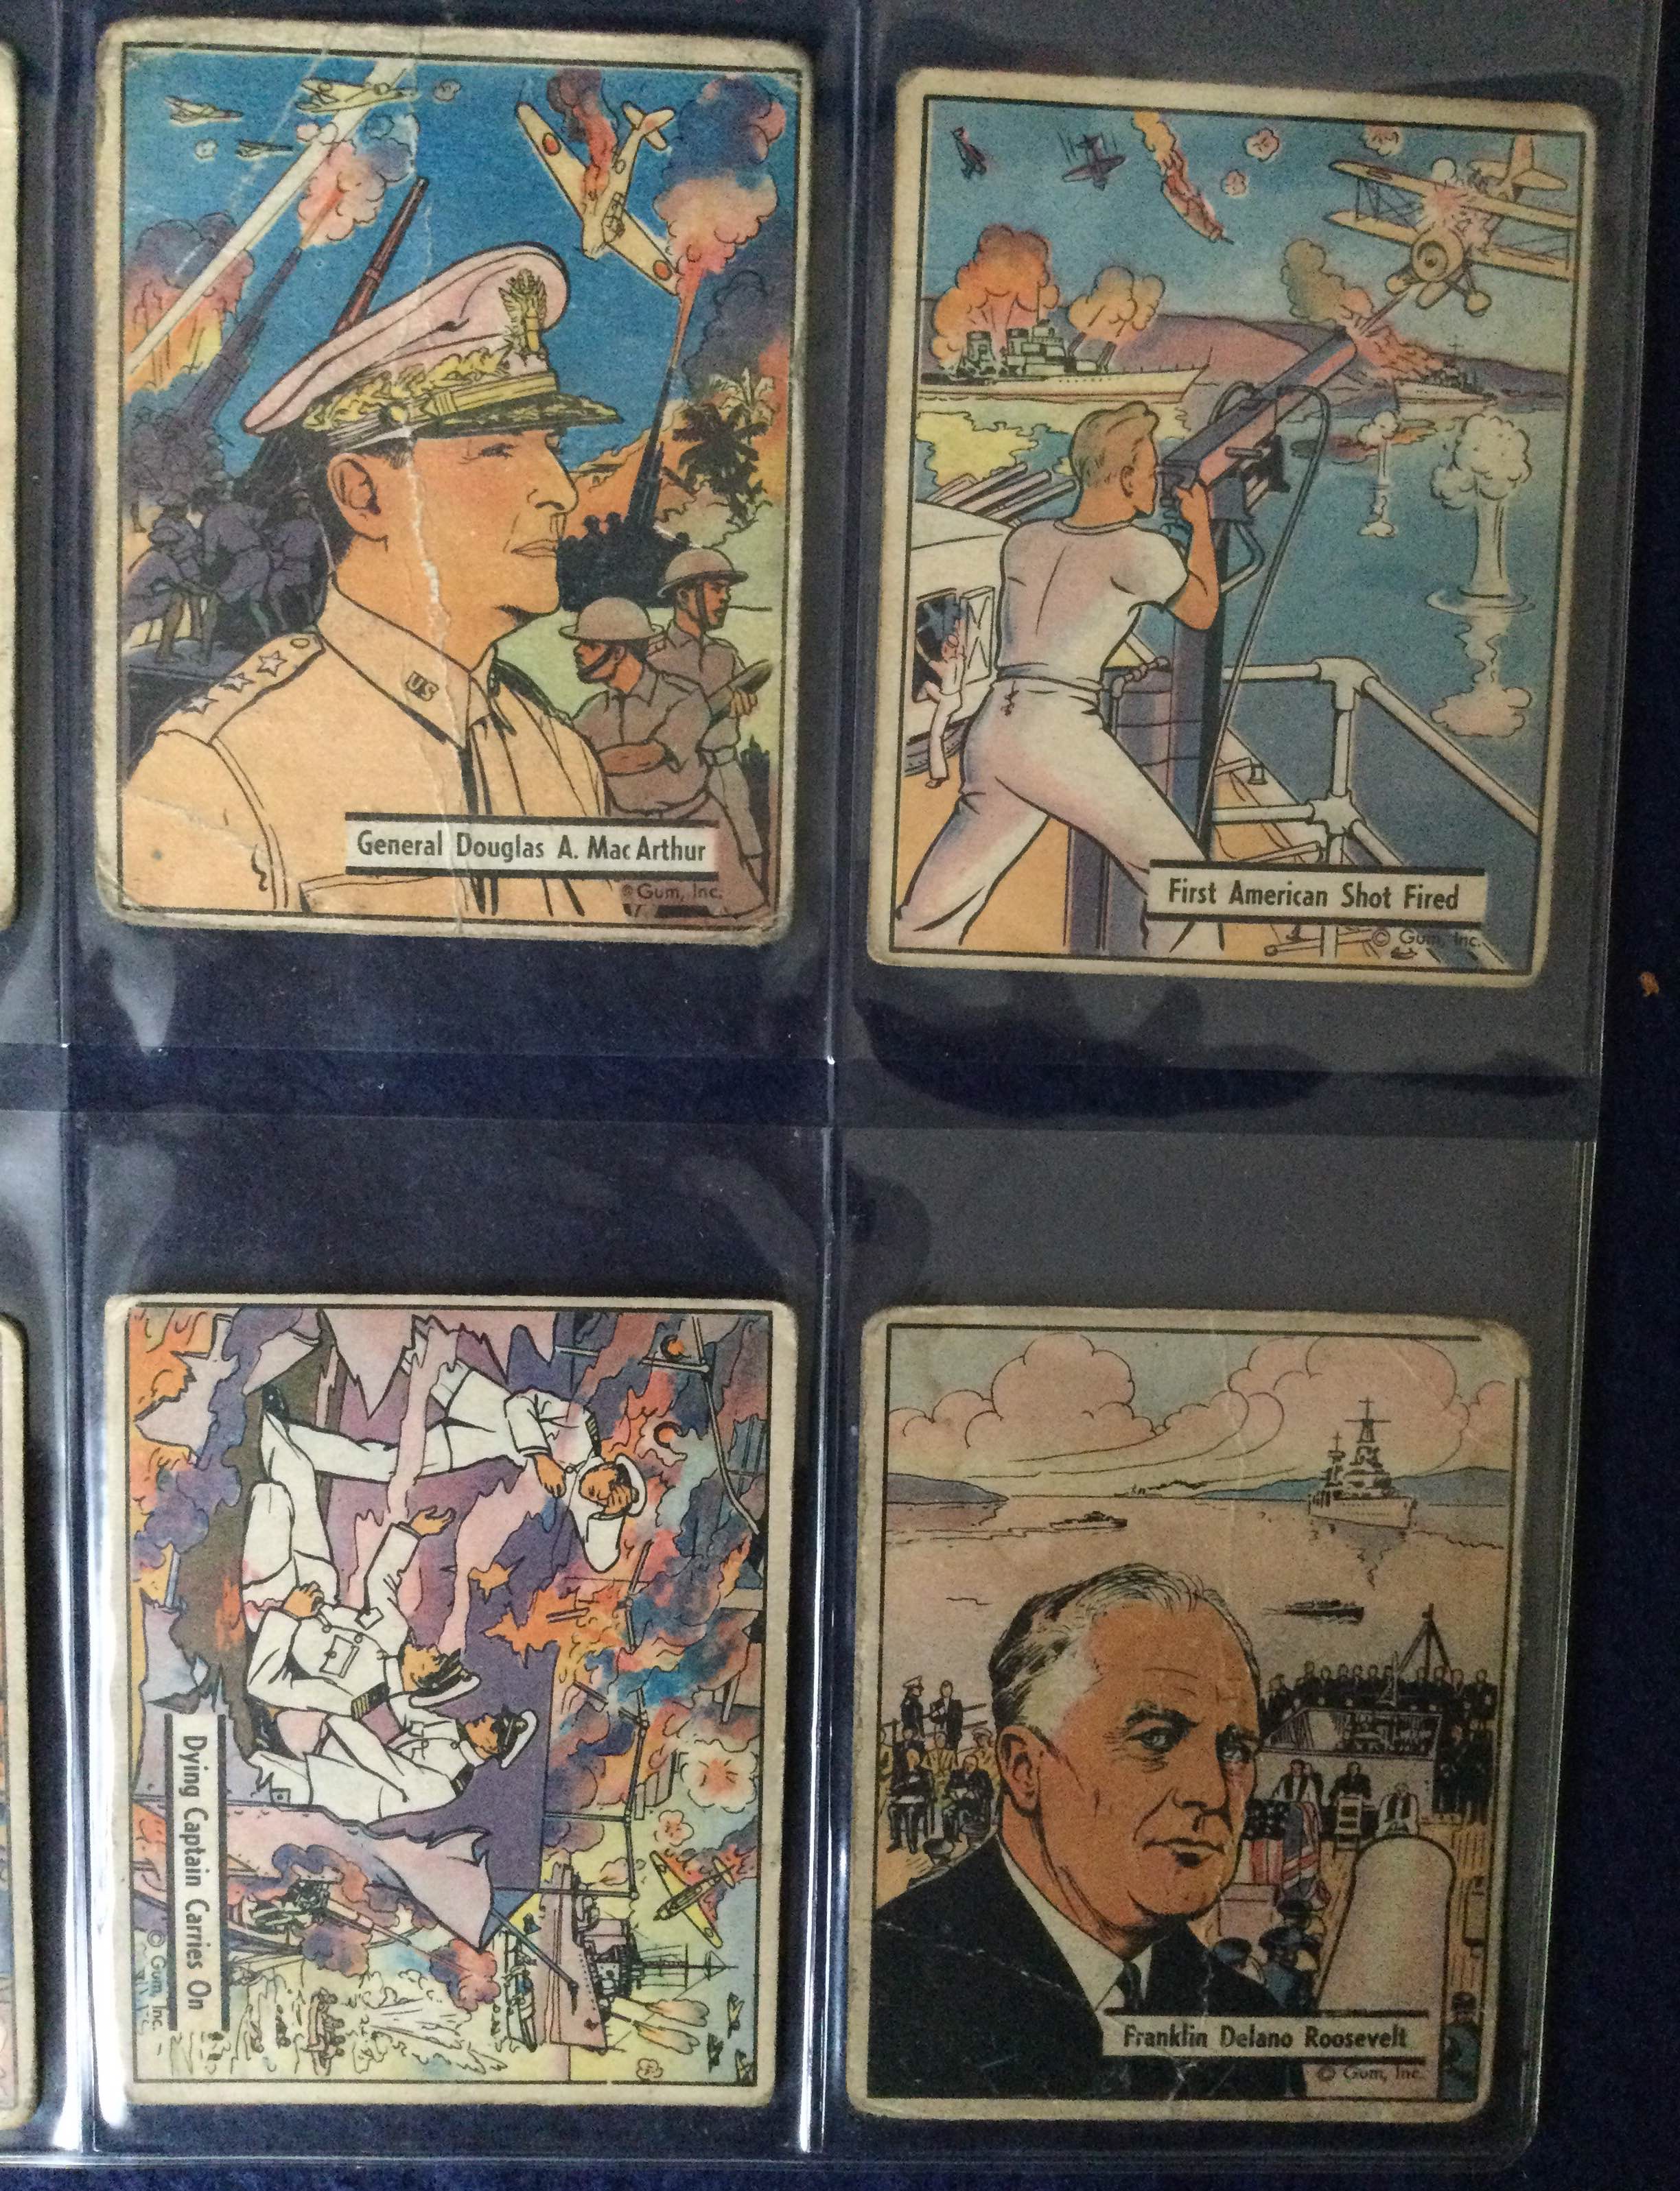 US
General Douglas A. MacArthur
© Gum, Inc.
First American Shot Fired
© Gum, Inc.
Dying Captain Carries On
© Gum, Inc.
Franklin Delano Roosevelt
© Gum, Inc.